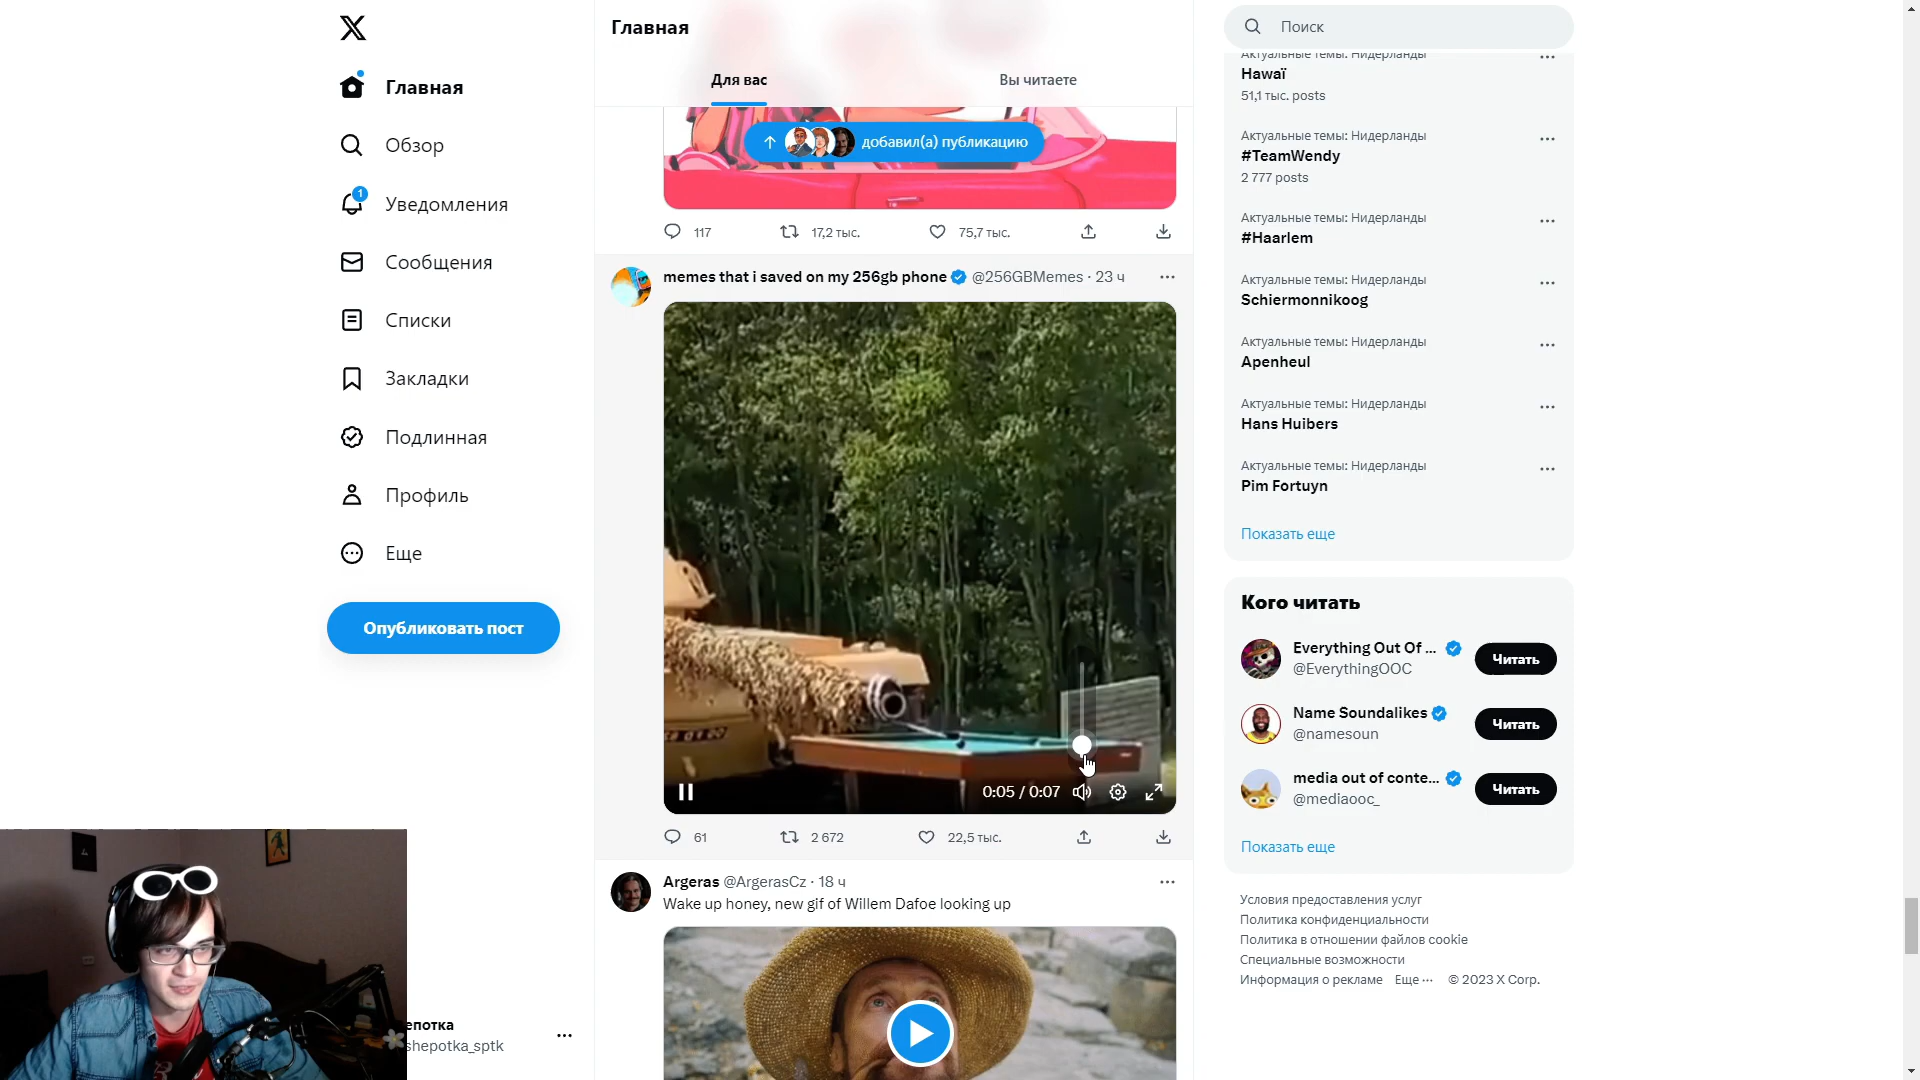 Главная
Обзор
1
Уведомления
Сообщения
Списки
Закладки
Подлинная
Профиль
Еще
Опубликовать пост
епотка
shepotka_sptk
Главная
Для вас
Вы читаете
добавил(а) публикацию
117
17,2 тыс.
75,7 тыс.
memes that i saved on my 256gb phone @256GBMemes · 23 ч
0:05 / 0:07
61
2 672
22,5 тыс.
Argeras @ArgerasCz · 18 ч
Wake up honey, new gif of Willem Dafoe looking up
Поиск
Актуальные темы: Нидерланды
Hawaï
51,1 тыс. posts
Актуальные темы: Нидерланды
#TeamWendy
2 777 posts
Актуальные темы: Нидерланды
#Haarlem
Актуальные темы: Нидерланды
Schiermonnikoog
Актуальные темы: Нидерланды
Apenheul
Актуальные темы: Нидерланды
Hans Huibers
Актуальные темы: Нидерланды
Pim Fortuyn
Показать еще
Кого читать
Everything Out Of ...
@EverythingOOC
Читать
Name Soundalikes
@namesoun
Читать
media out of conte...
@mediaooc_
Читать
Показать еще
Условия предоставления услуг
Политика конфиденциальности
Политика в отношении файлов cookie
Специальные возможности
Информация о рекламе Еще ··· © 2023 X Corp.